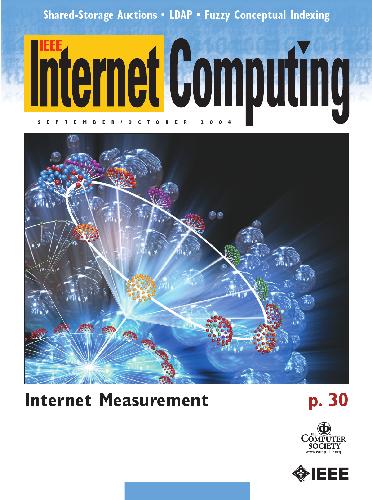 Shared-Storage Auctions • LDAP • Fuzzy Conceptual Indexing
IEEE
Internet Computing
SEPTEMBER/OCTOBER 2004
Internet Measurement p. 30
COMPUTER
SOCIETY
IEEE